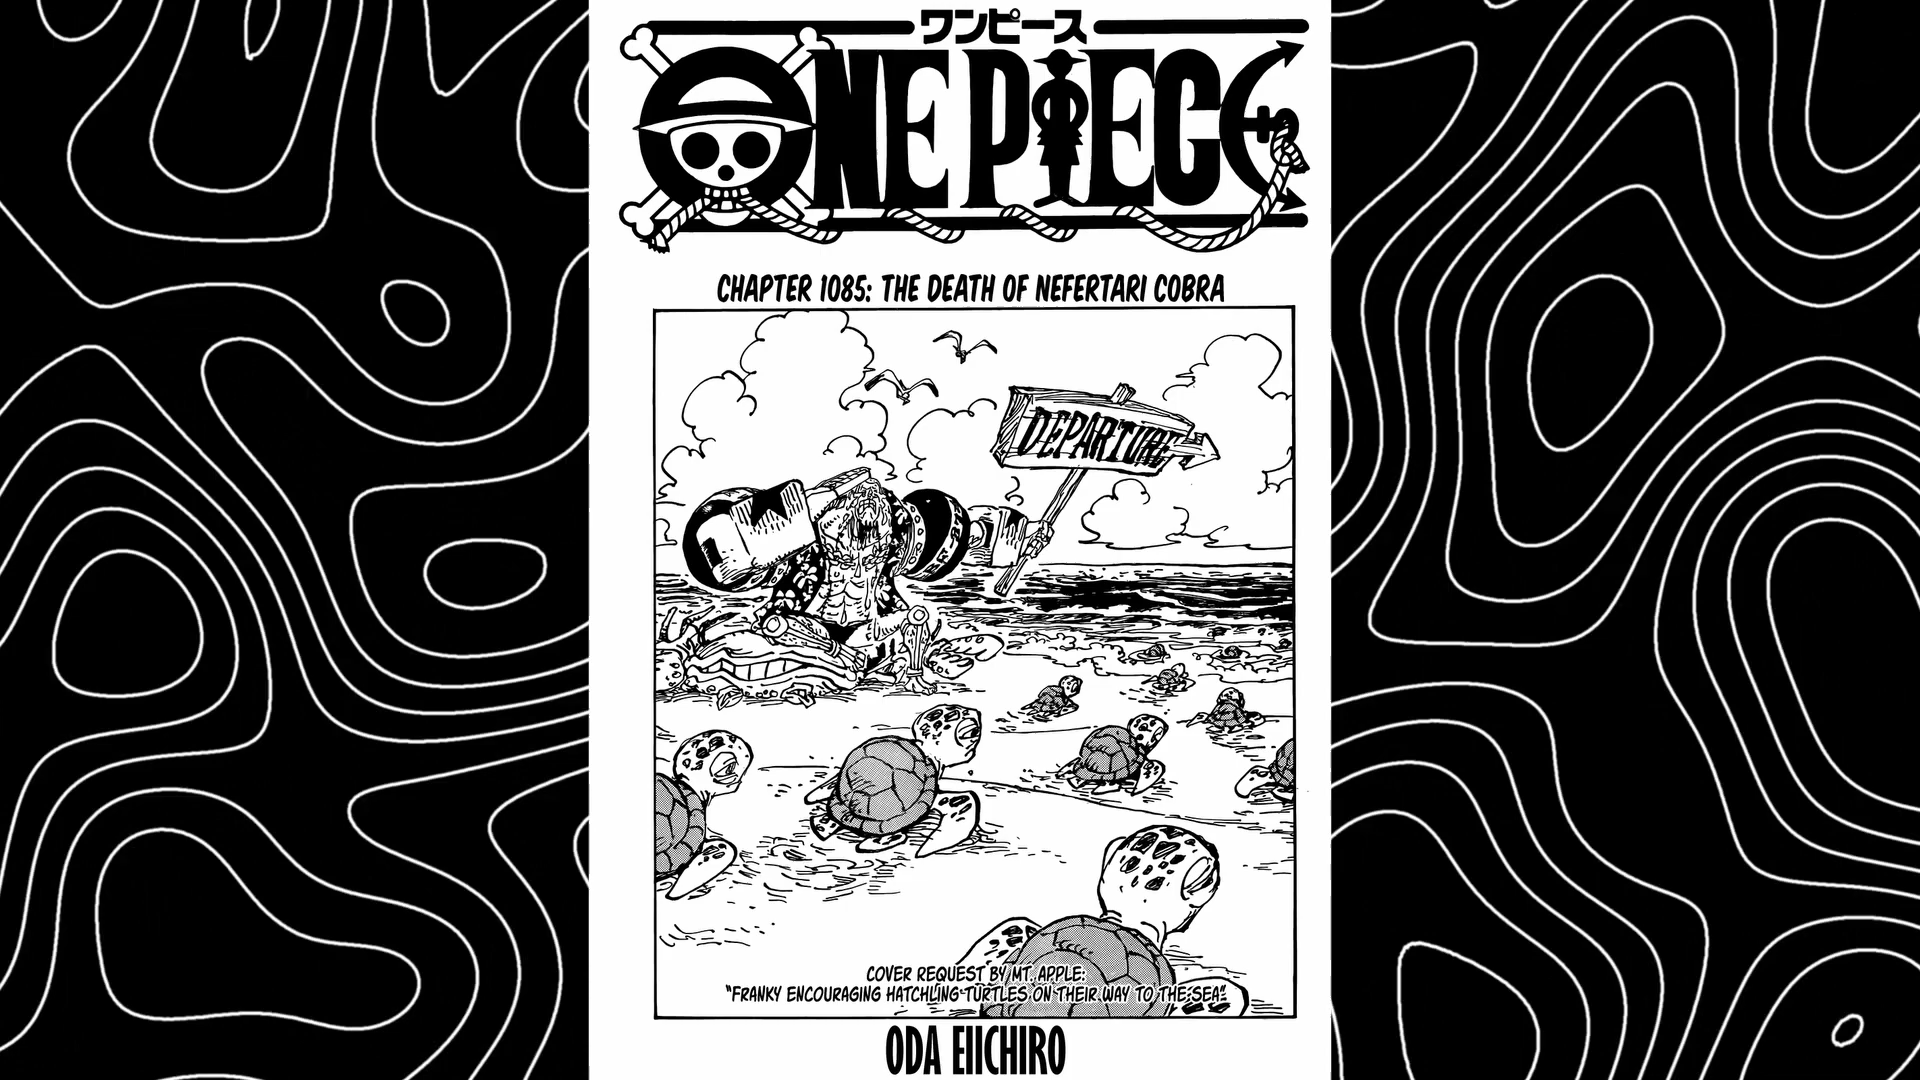 ワンピース
ONE PIECE
CHAPTER 1085: THE DEATH OF NEFERTARI COBRA
DEPARTURE
COVER REQUEST BY MT. APPLE:
"FRANKY ENCOURAGING HATCHLING TURTLES ON THEIR WAY TO THE SEA"
ODA EIICHIRO